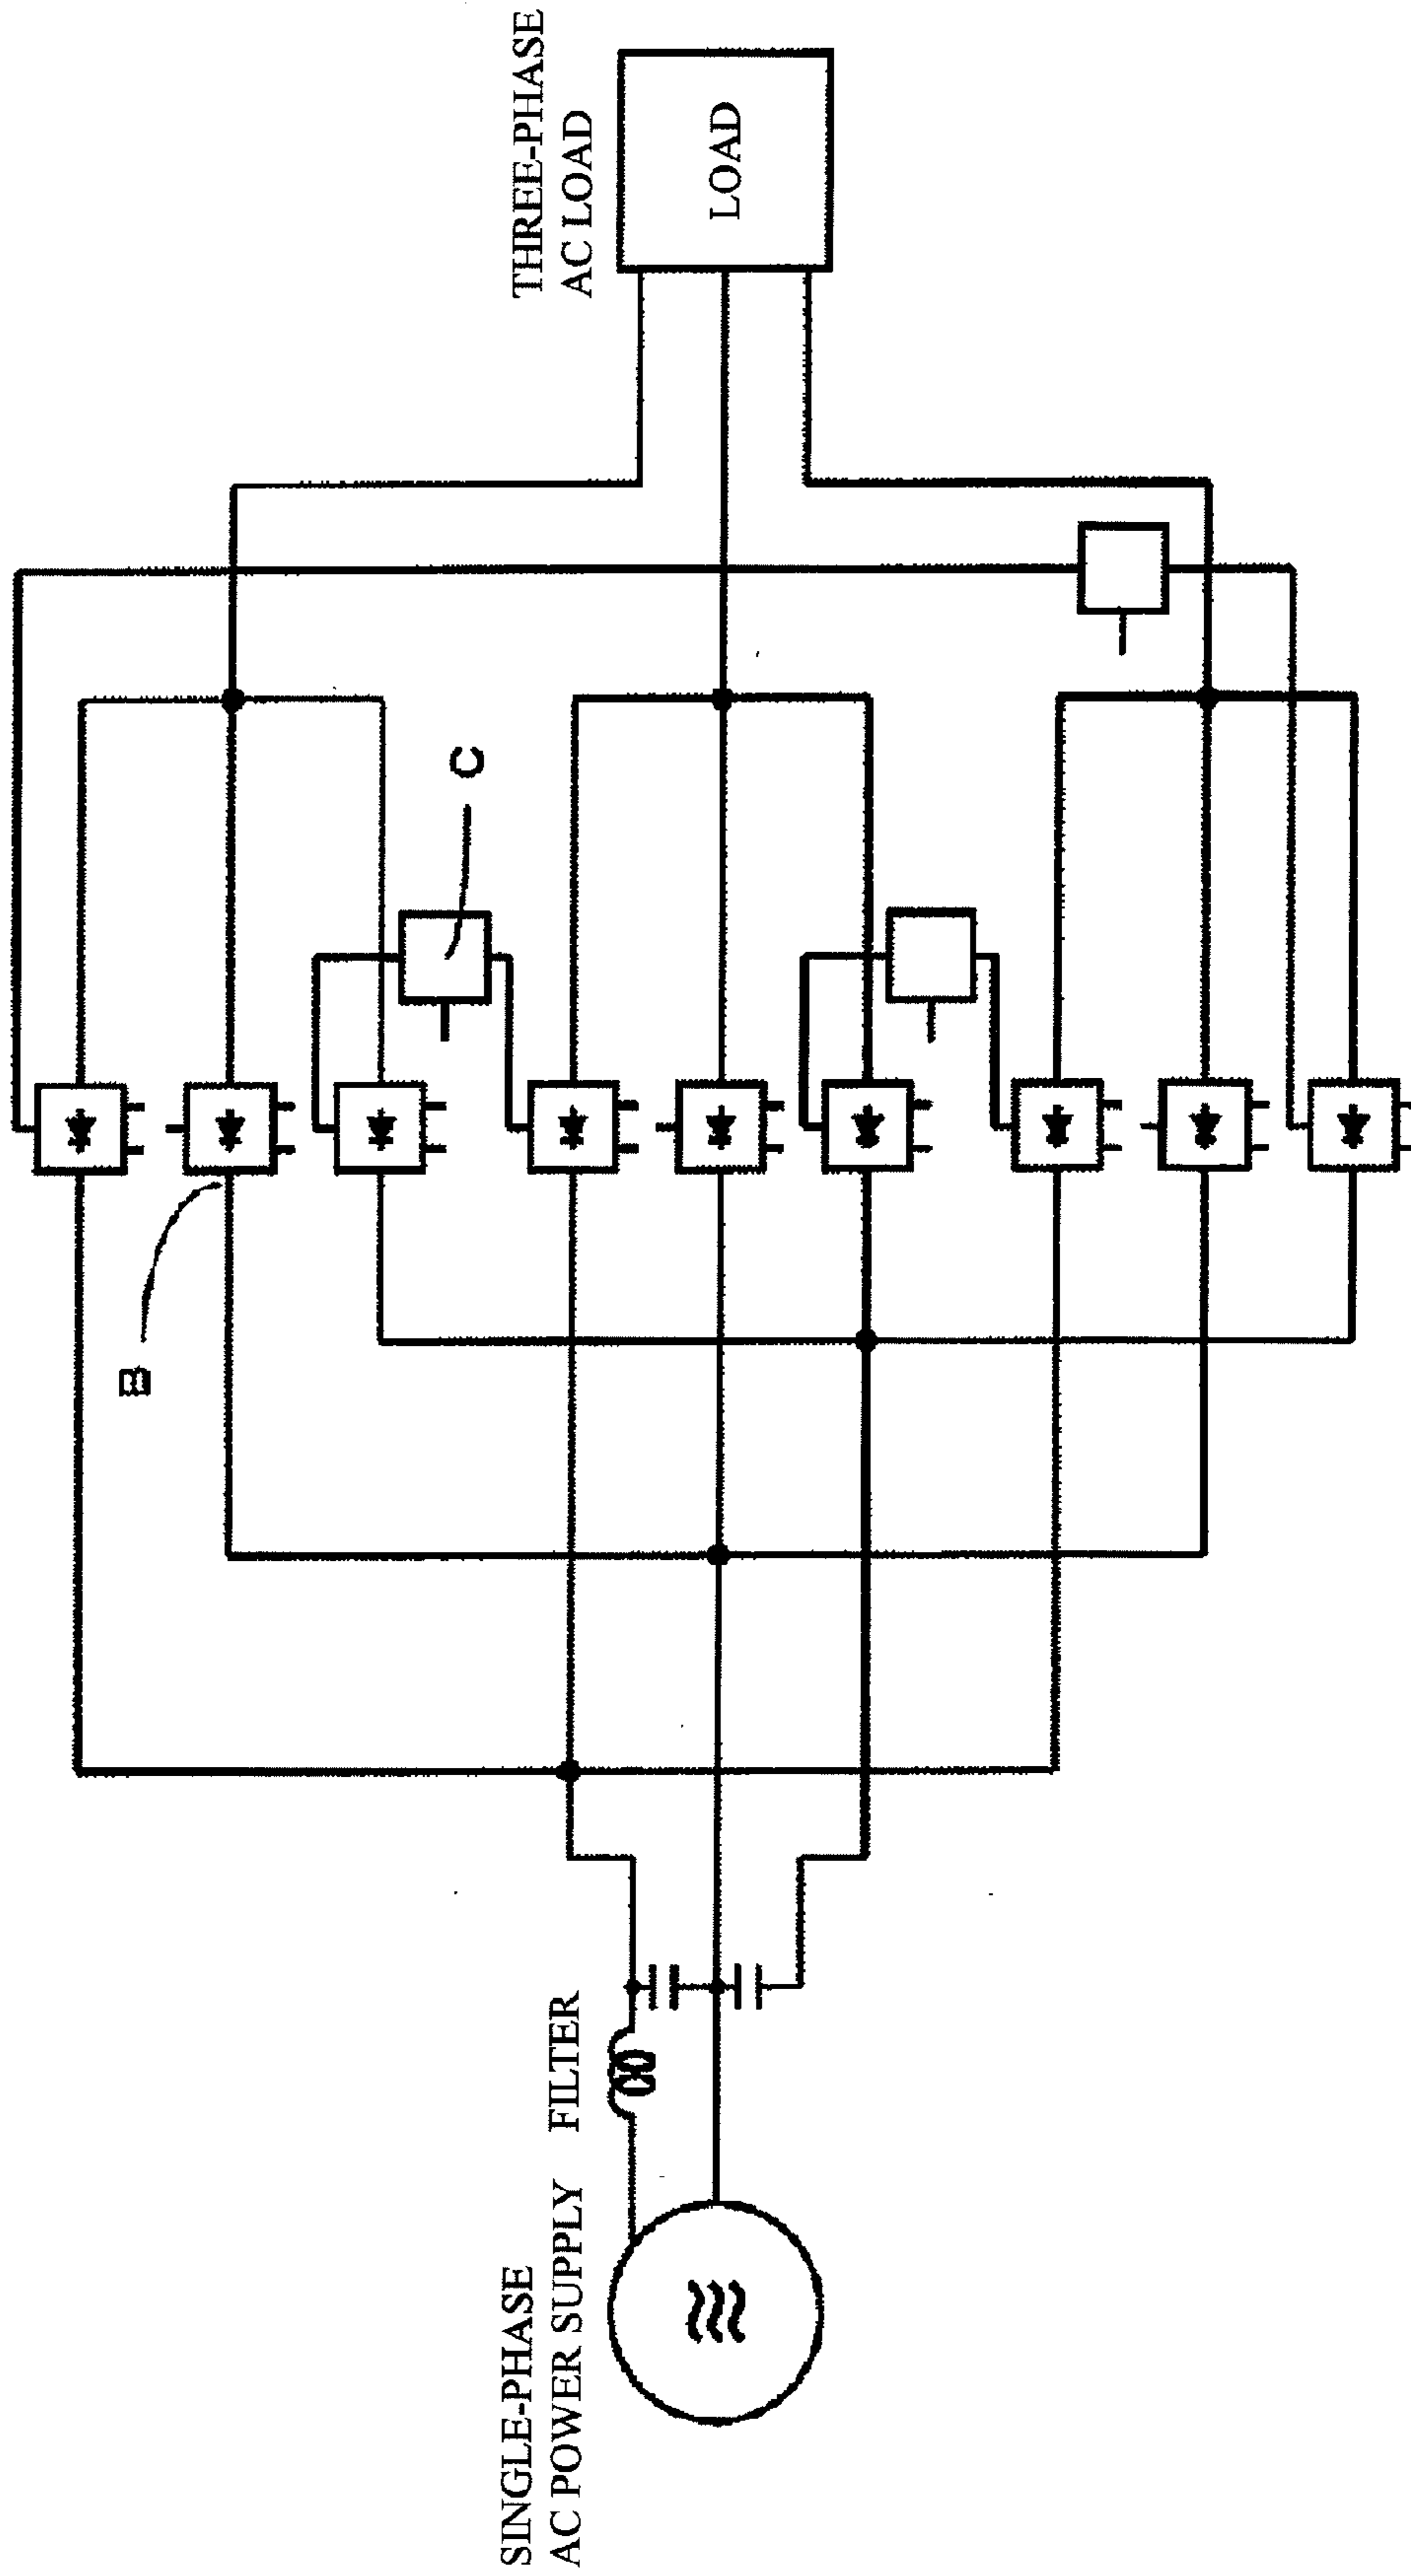 THREE-PHASE
AC LOAD
LOAD
C
B
FILTER
SINGLE-PHASE
AC POWER SUPPLY